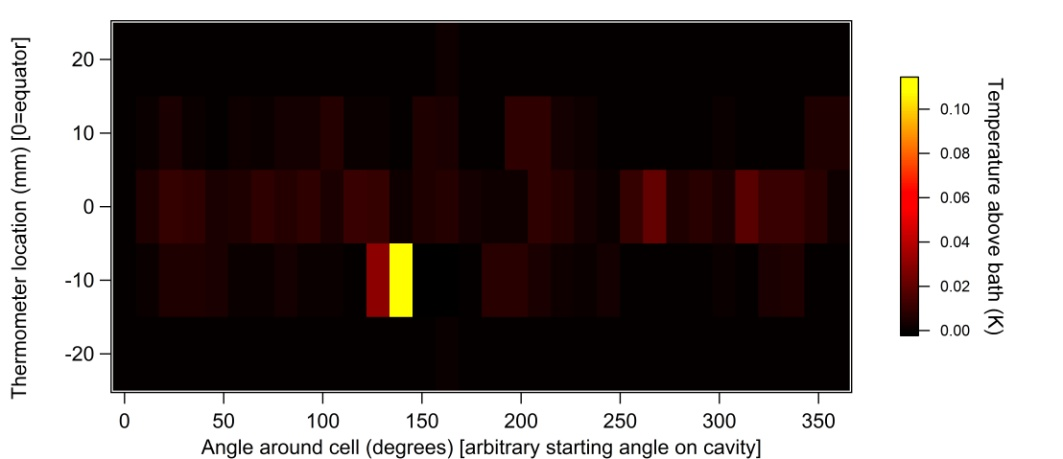 Thermometer location (mm) [0=equator]
20
10
0
-10
-20
0 50 100 150 200 250 300 350
Angle around cell (degrees) [arbitrary starting angle on cavity]
0.10
0.08
0.06
0.04
0.02
0.00
Temperature above bath (K)